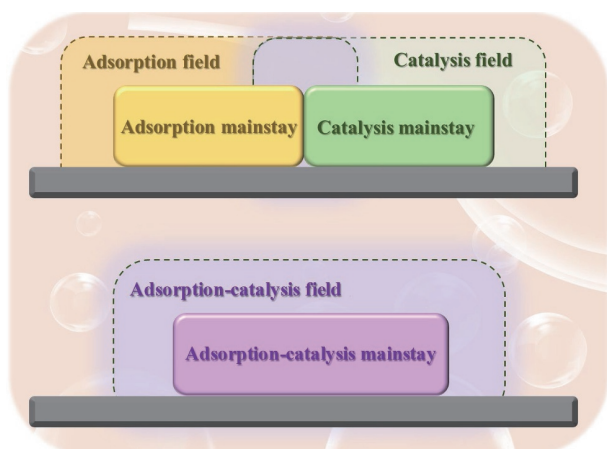 Adsorption field
Catalysis field
Adsorption mainstay
Catalysis mainstay
Adsorption-catalysis field
Adsorption-catalysis mainstay